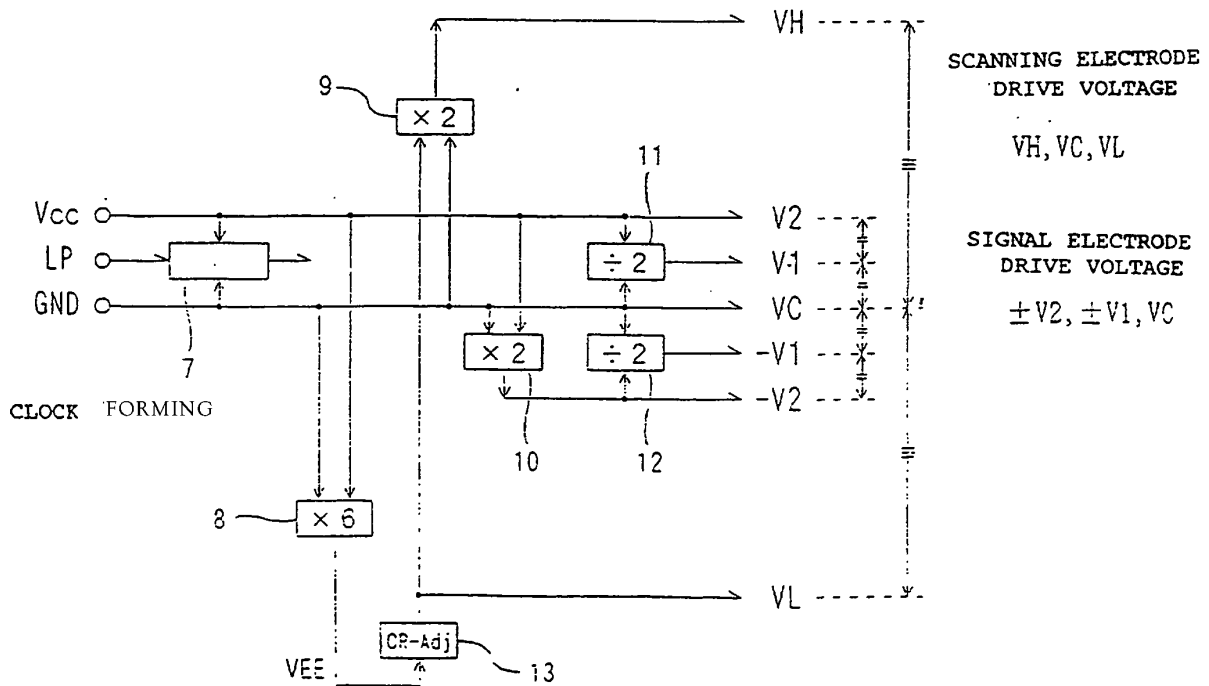 VH
SCANNING ELECTRODE
DRIVE VOLTAGE
VH, VC, VL
9
× 2
11
Vcc
V2
LP
÷ 2
V1
SIGNAL ELECTRODE
DRIVE VOLTAGE
GND
VC
±V2, ±V1, VC
7
× 2
÷ 2
-V1
CLOCK FORMING
-V2
10
12
8
× 6
VL
CR-Adj
VEE
13